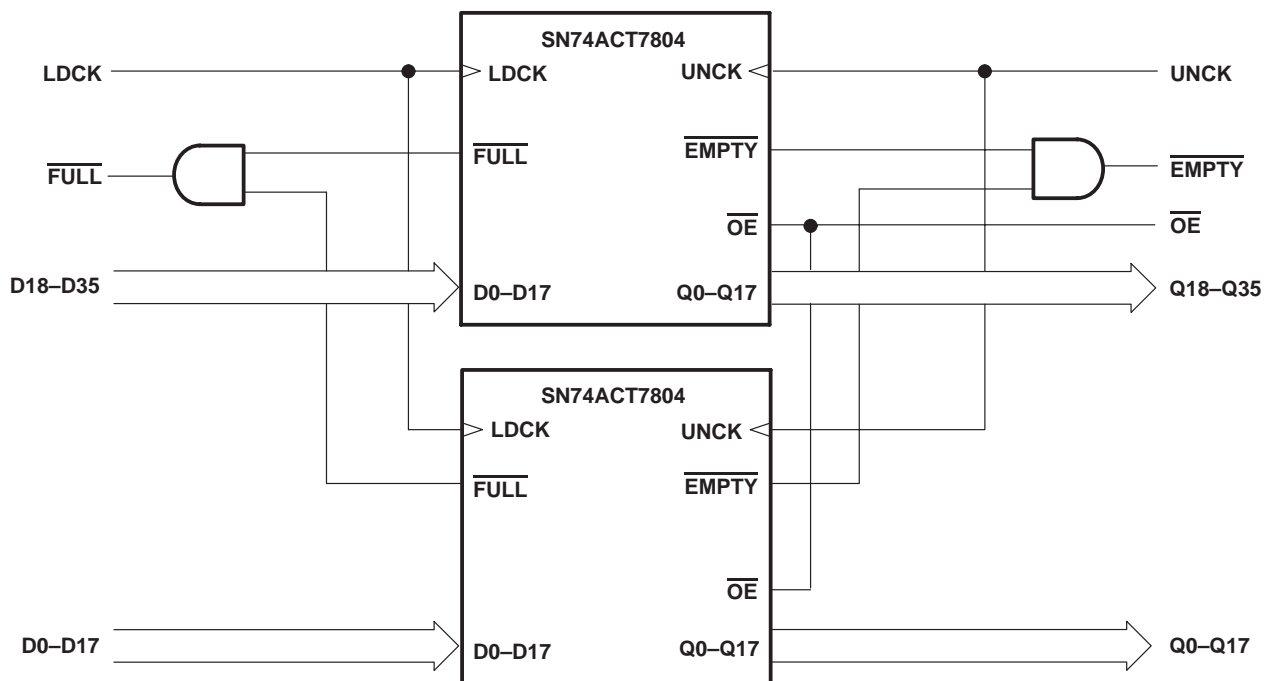 SN74ACT7804
LDCK
LDCK
UNCK
UNCK
FULL
FULL
EMPTY
EMPTY
OE
OE
D18–D35
D0–D17
Q0–Q17
Q18–Q35
SN74ACT7804
LDCK
UNCK
FULL
EMPTY
OE
D0–D17
D0–D17
Q0–Q17
Q0–Q17